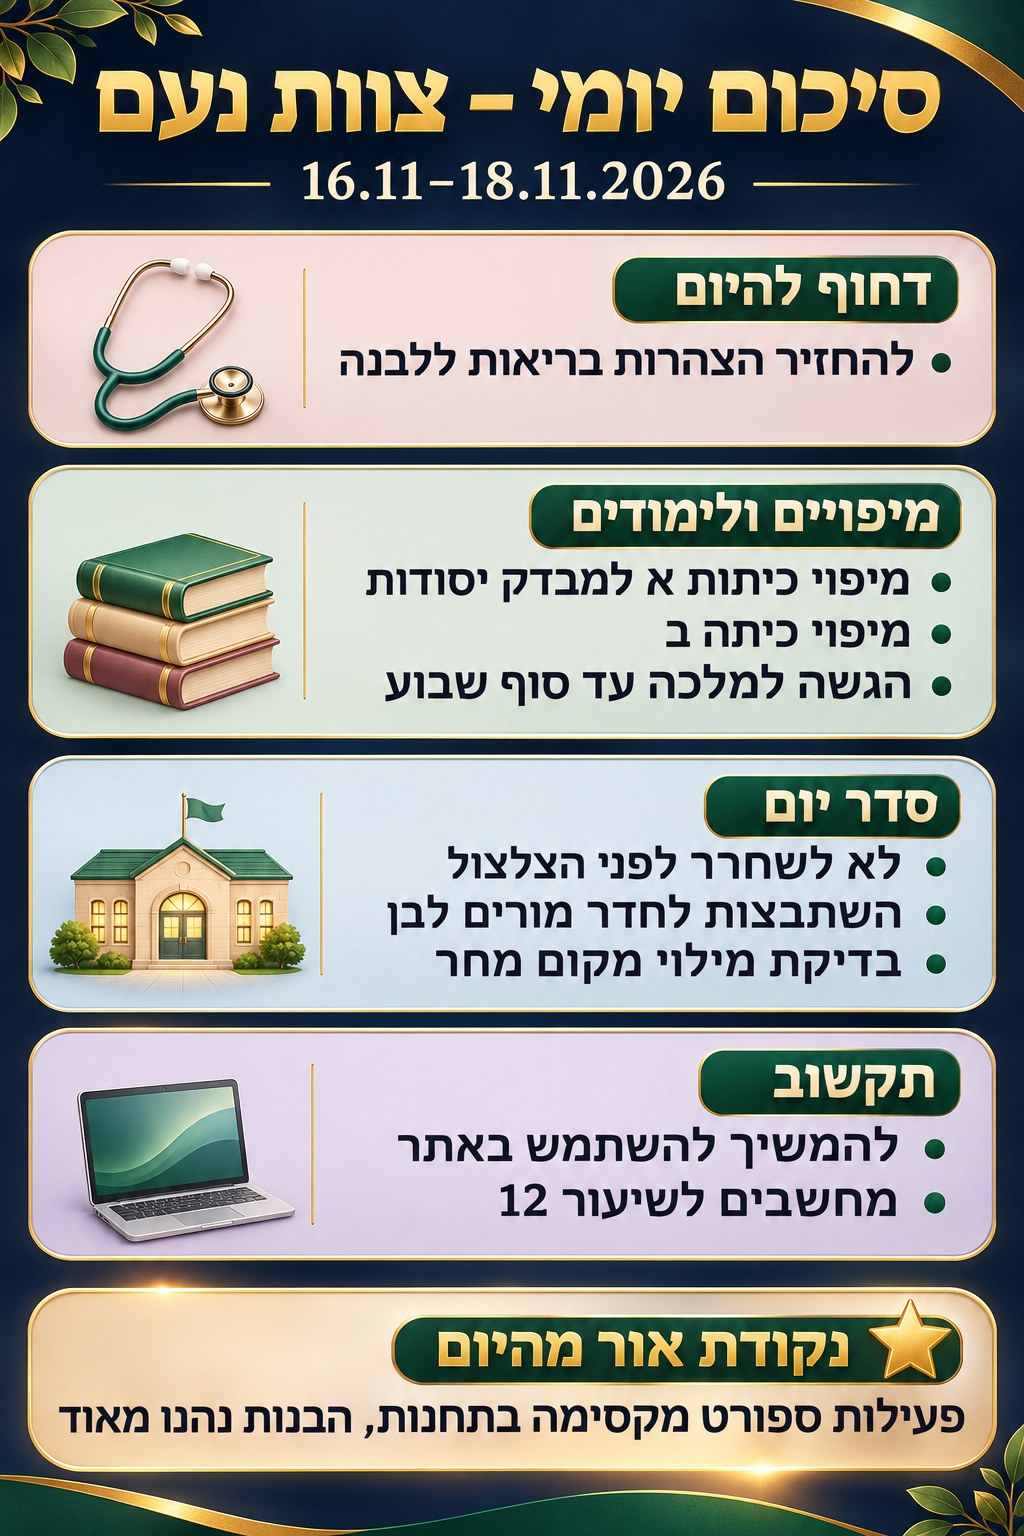 סיכום יומי – צוות נעם
16.11–18.11.2026
דחוף להיום
• להחזיר הצהרות בריאות ללבנה
מיפויים ולימודים
• מיפוי כיתות א למבדק יסודות
• מיפוי כיתה ב
• הגשה למלכה עד סוף שבוע
סדר יום
• לא לשחרר לפני הצלצול
• השתבצות לחדר מורים לבן
• בדיקת מילוי מקום מחר
תקשוב
• להמשיך להשתמש באתר
• מחשבים לשיעור 12
נקודת אור מהיום
פעילות ספורט מקסימה בתחנות, הבנות נהנו מאוד